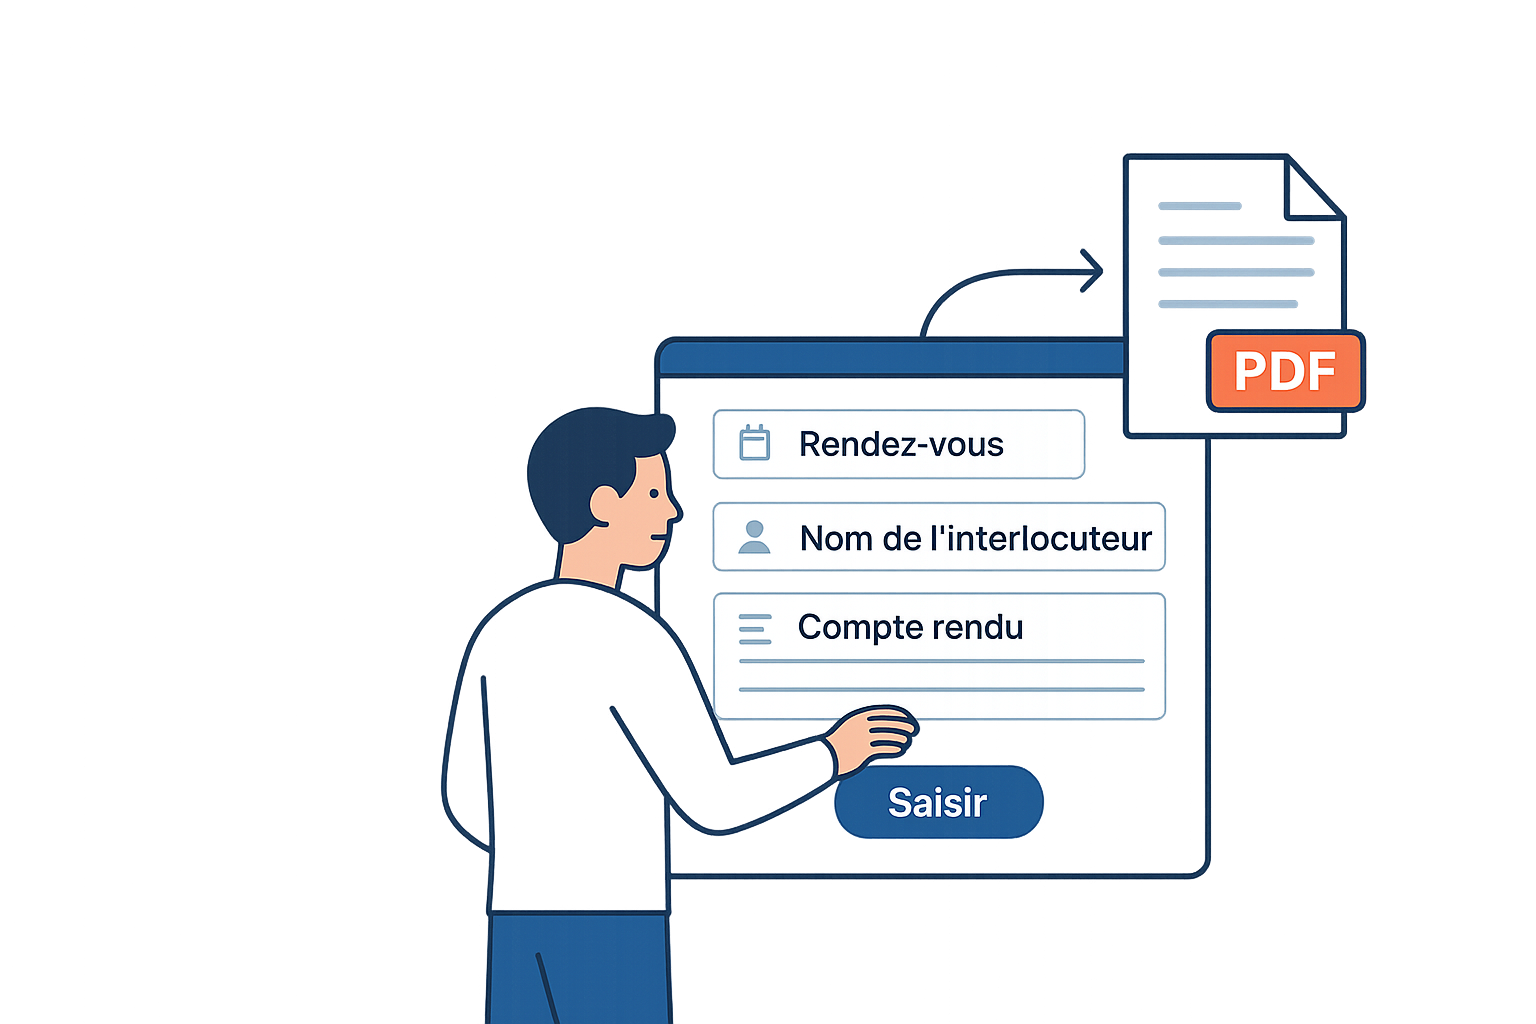 PDF
Rendez-vous
Nom de l'interlocuteur
Compte rendu
Saisir